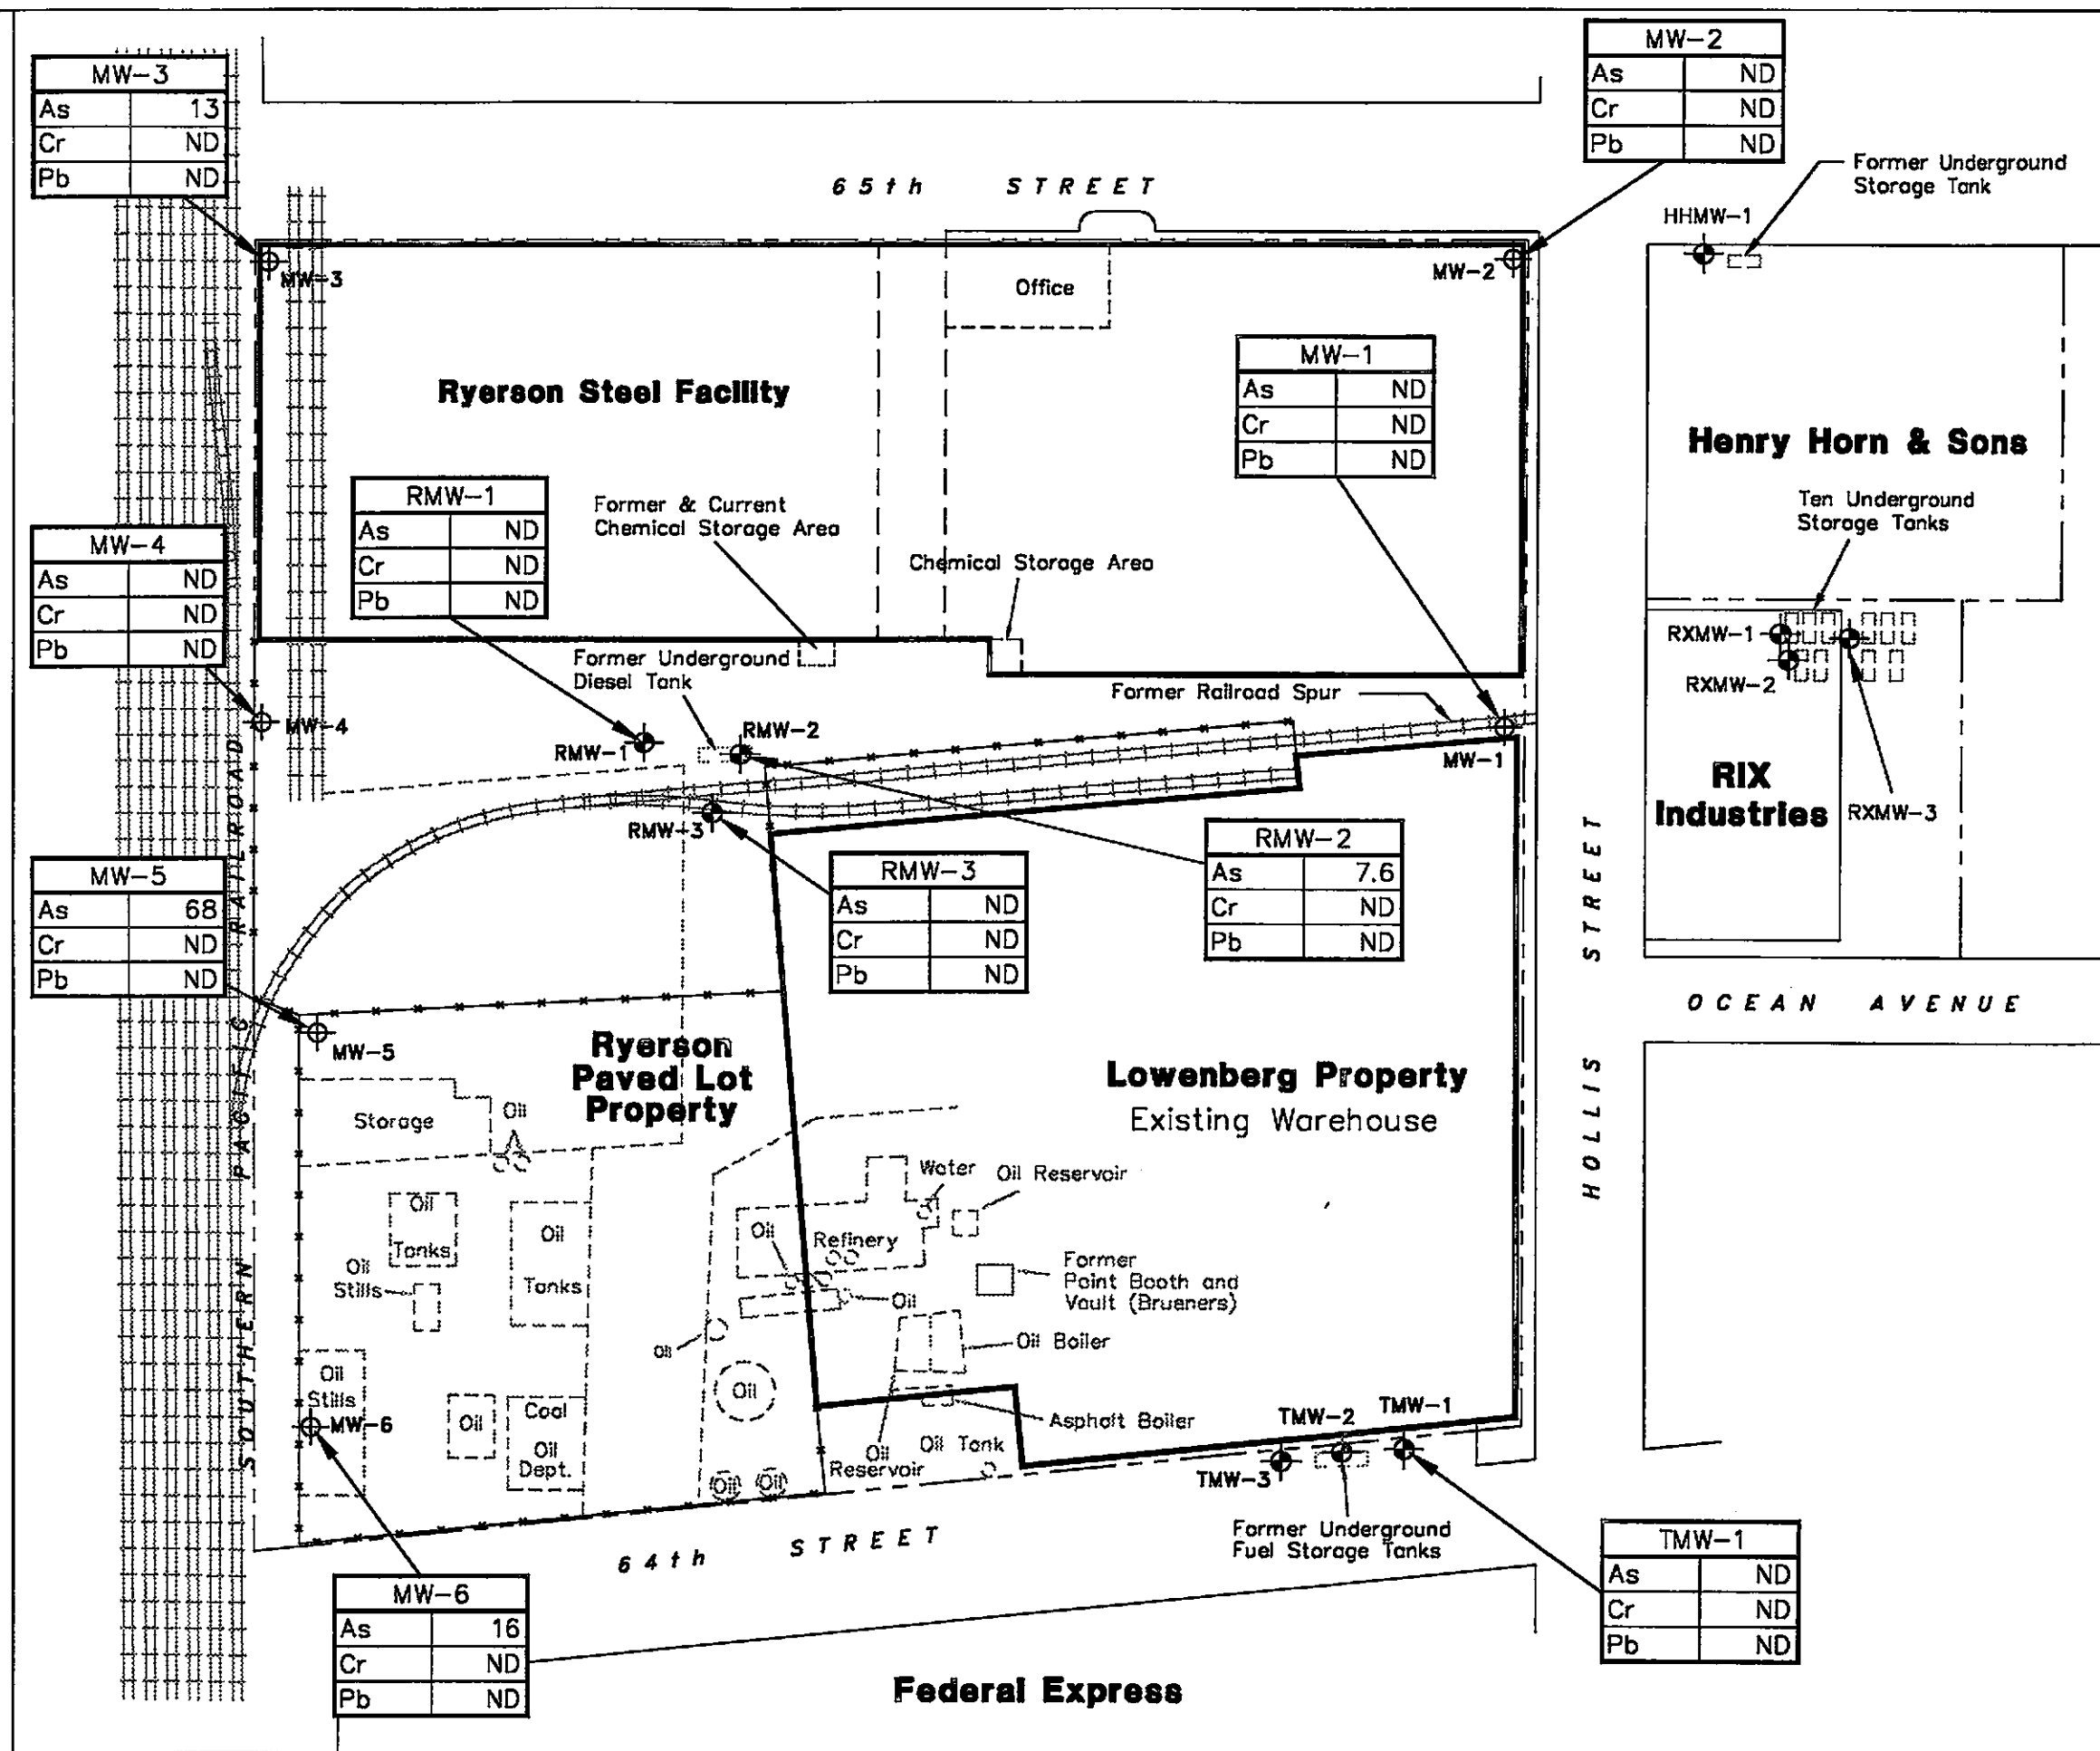 MW-3
As 13
Cr ND
Pb ND
MW-2
As ND
Cr ND
Pb ND
Former Underground
Storage Tank
HHMW-1
65th STREET
MW-3
MW-2
Office
MW-1
As ND
Cr ND
Pb ND
Ryerson Steel Facility
Henry Horn & Sons
RMW-1
As ND
Cr ND
Pb ND
Former & Current
Chemical Storage Area
Ten Underground
Storage Tanks
MW-4
As ND
Cr ND
Pb ND
Chemical Storage Area
RXMW-1
RXMW-2
RXMW-3
Former Underground
Diesel Tank
Former Railroad Spur
MW-4
RMW-1
RMW-2
MW-1
RIX
Industries
RMW-3
MW-5
As 68
Cr ND
Pb ND
RMW-3
As ND
Cr ND
Pb ND
RMW-2
As 7.6
Cr ND
Pb ND
HOLLIS STREET
OCEAN AVENUE
SOUTHERN PACIFIC RAILROAD
MW-5
Ryerson
Paved Lot
Property
Lowenberg Property
Existing Warehouse
Storage
Oil
Water
Oil Reservoir
Oil
Tanks
Oil
Tanks
Oil
Stills
Oil
Refinery
Former
Paint Booth and
Vault (Brueners)
Oil
Oil
Oil Boiler
Oil
Stills
MW-6
Oil
Coal
Oil
Dept.
Oil
Asphalt Boiler
Oil
Reservoir
Oil Tank
Oil
Oil
TMW-2
TMW-1
TMW-3
Former Underground
Fuel Storage Tanks
64th STREET
TMW-1
As ND
Cr ND
Pb ND
MW-6
As 16
Cr ND
Pb ND
Federal Express